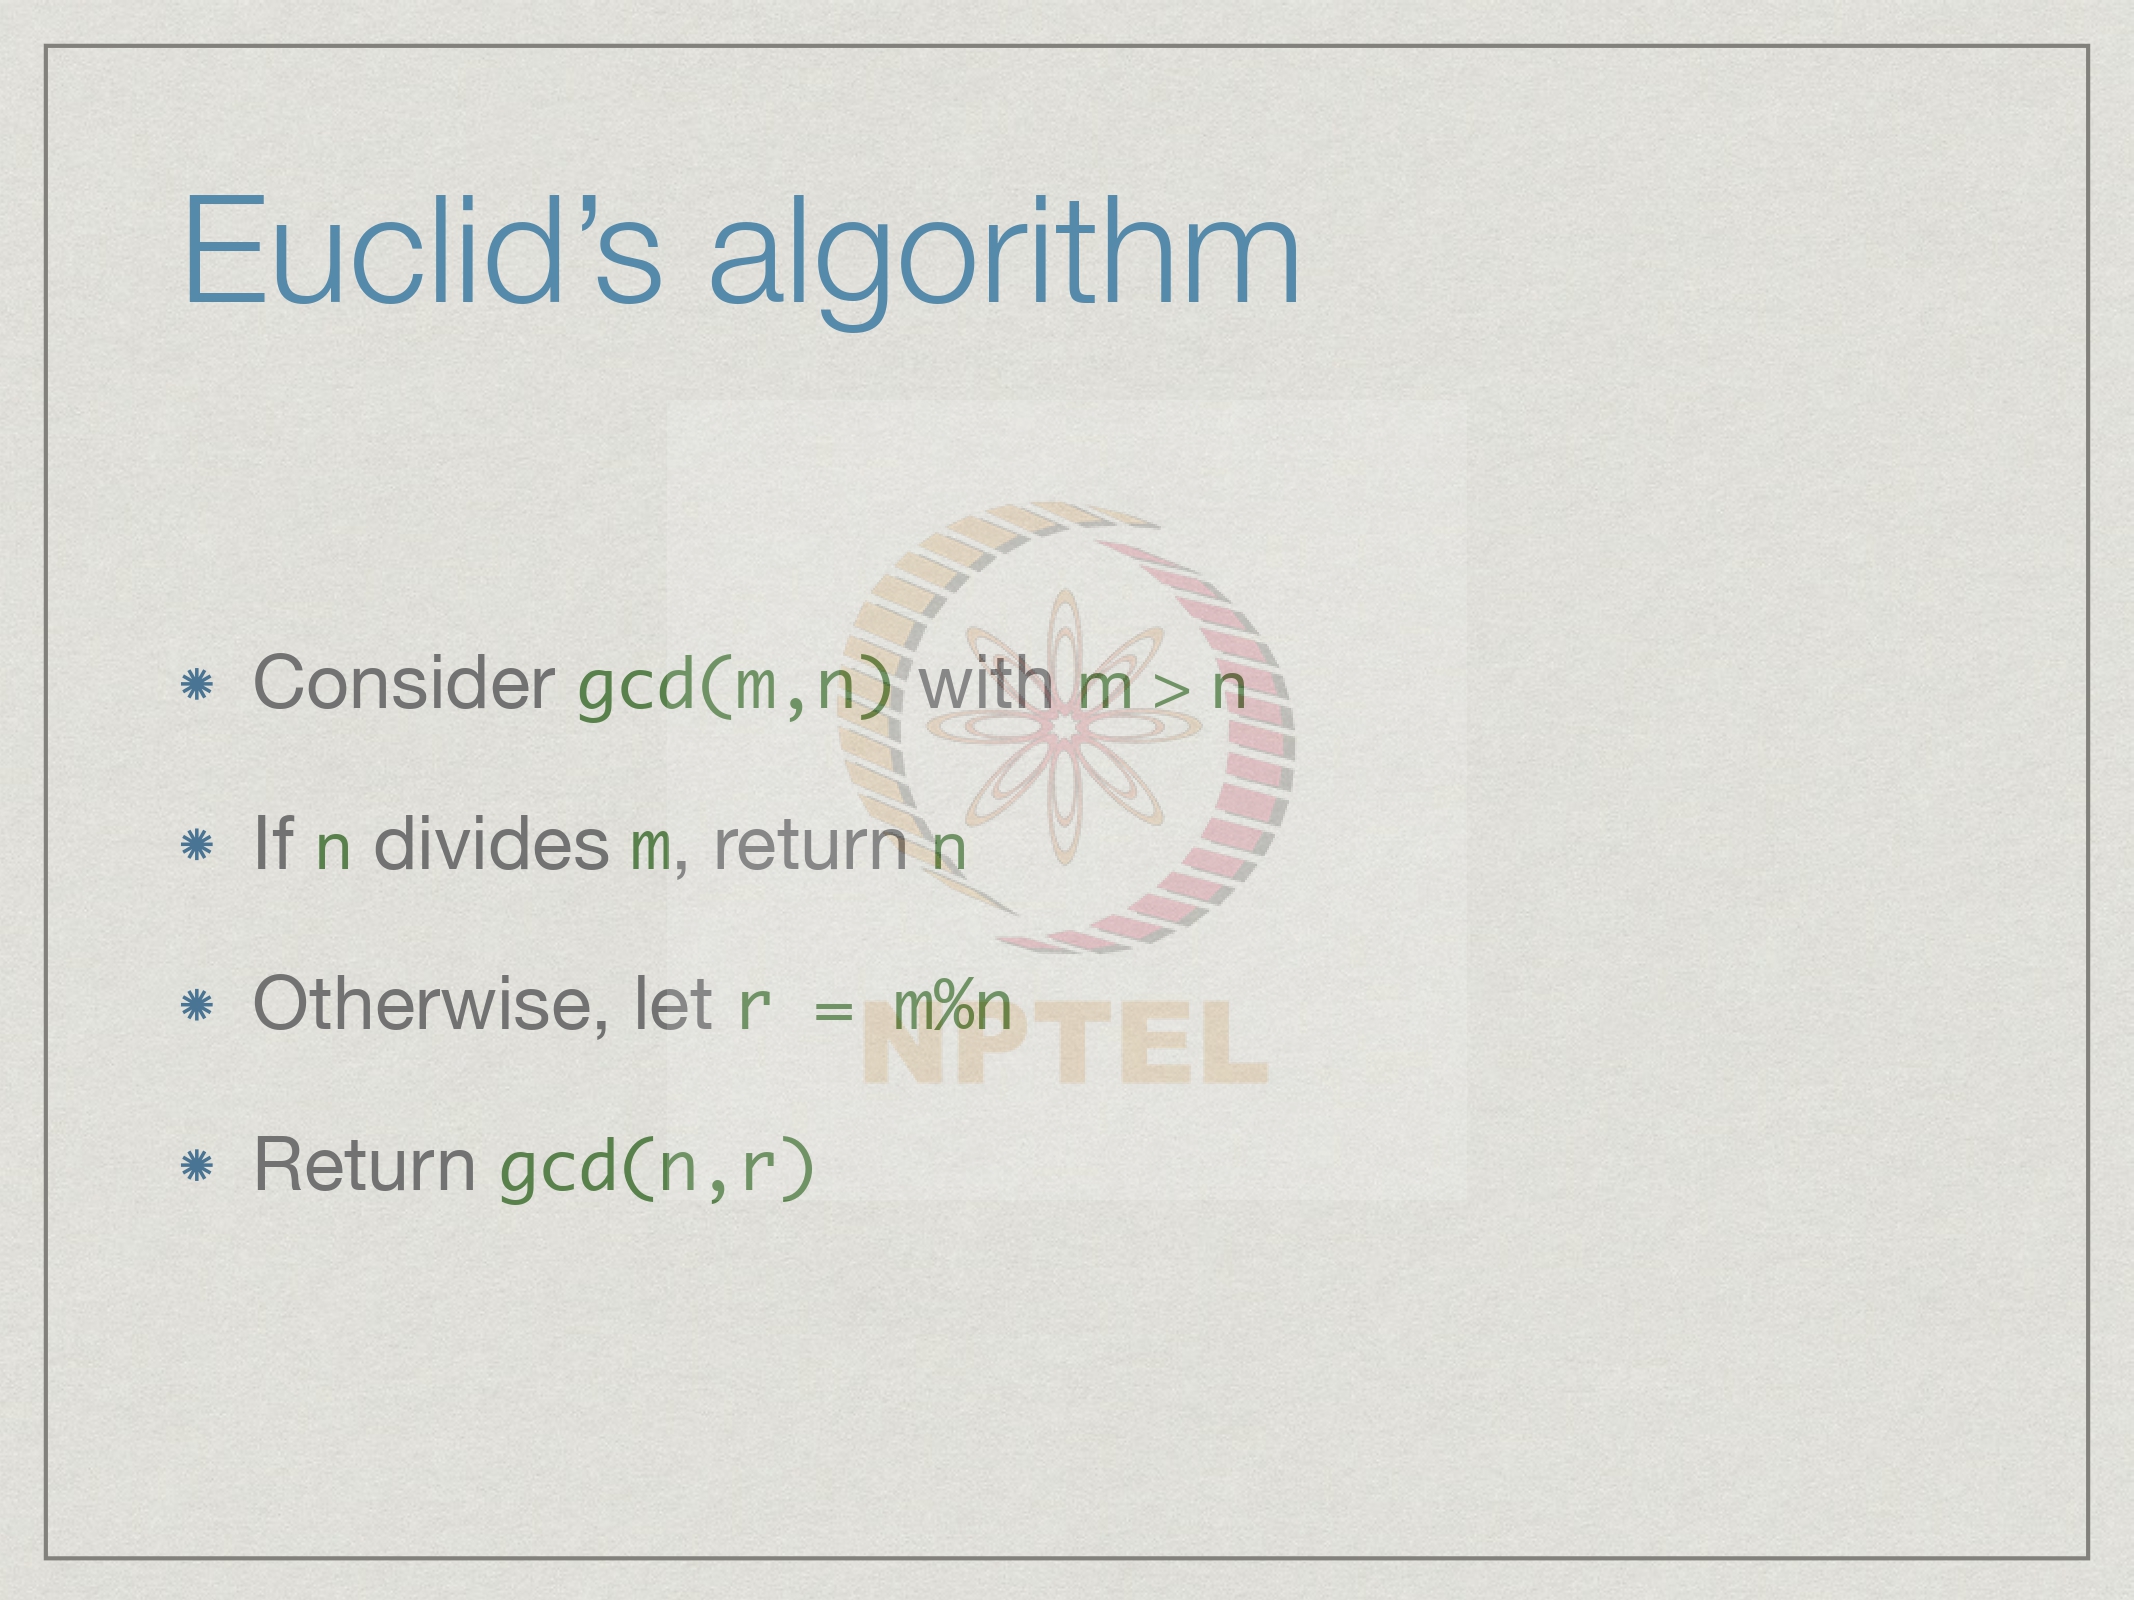 Euclid’s algorithm
Consider gcd(m,n) with m > n
If n divides m, return n
Otherwise, let r = m%n
Return gcd(n,r)
NPTEL